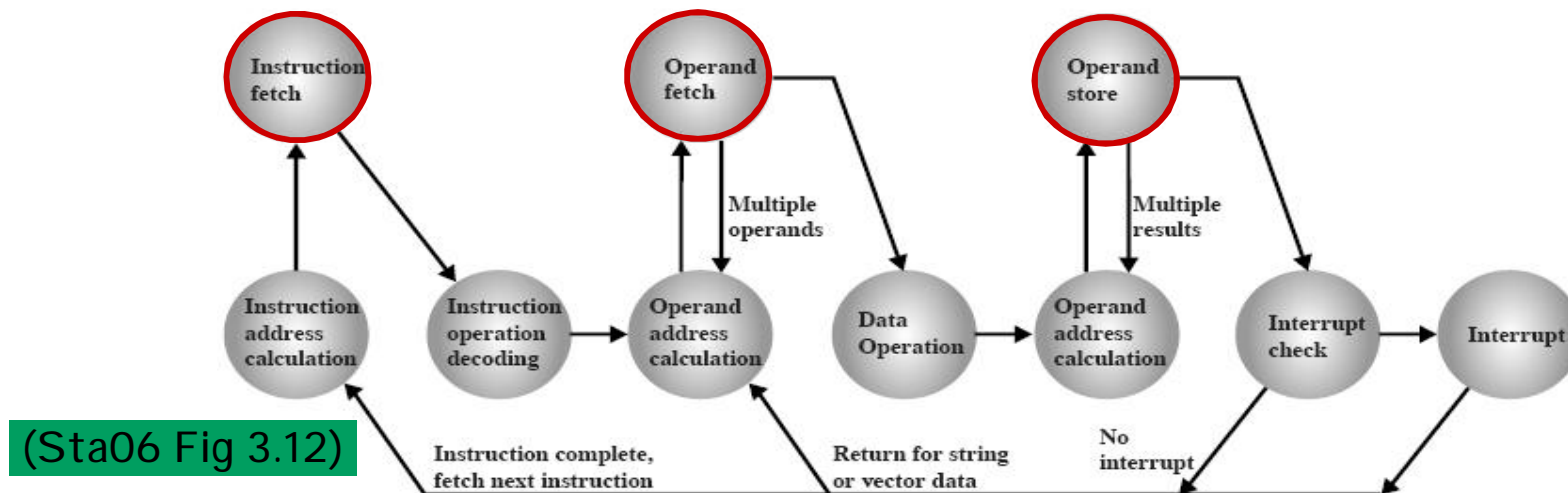 Instruction
fetch
Operand
fetch
Operand
store
Multiple
operands
Multiple
results
Instruction
address
calculation
Instruction
operation
decoding
Operand
address
calculation
Data
Operation
Operand
address
calculation
Interrupt
check
Interrupt
(Sta06 Fig 3.12)
Instruction complete,
fetch next instruction
Return for string
or vector data
No
interrupt